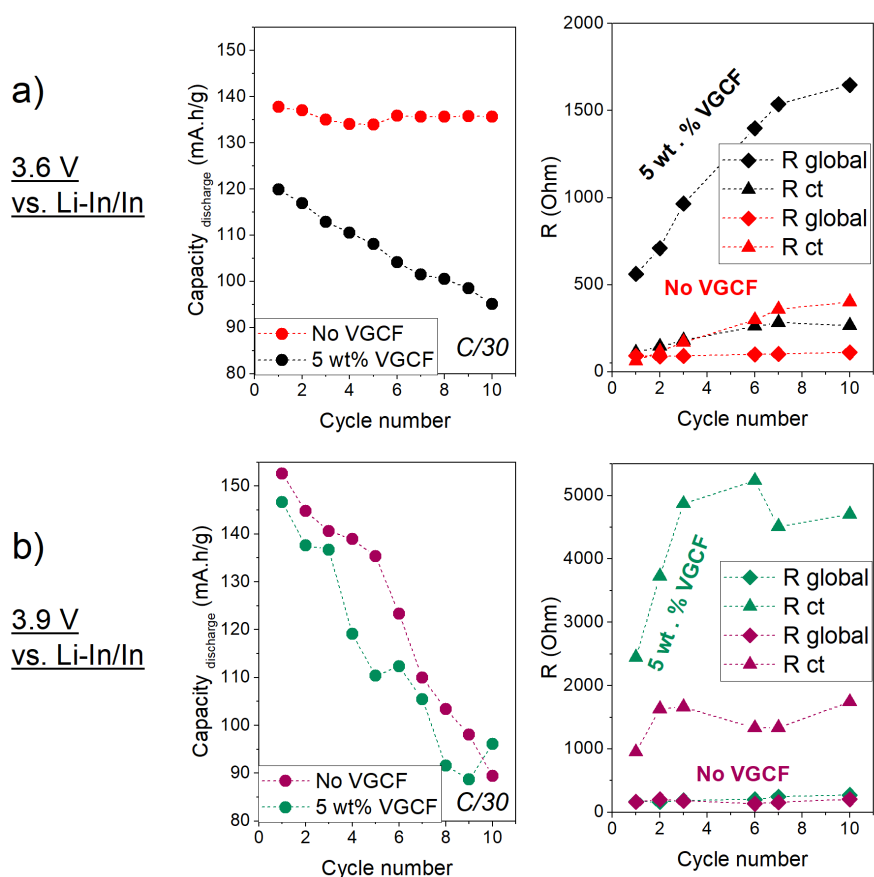 a)
3.6 V
vs. Li-In/In
Capacity discharge (mA.h/g)
150
140
130
120
110
100
95
90
80
No VGCF
5 wt% VGCF
C/30
0 2 4 6 8 10
Cycle number
R (Ohm)
2000
1500
1000
500
0
5 wt . % VGCF
R global
R ct
R global
R ct
No VGCF
0 2 4 6 8 10
Cycle number
b)
3.9 V
vs. Li-In/In
Capacity discharge (mA.h/g)
150
140
130
120
110
100
90
80
No VGCF
5 wt% VGCF
C/30
0 2 4 6 8 10
Cycle number
R (Ohm)
5000
4000
3000
2000
1000
0
5 wt . % VGCF
R global
R ct
R global
R ct
No VGCF
0 2 4 6 8 10
Cycle number